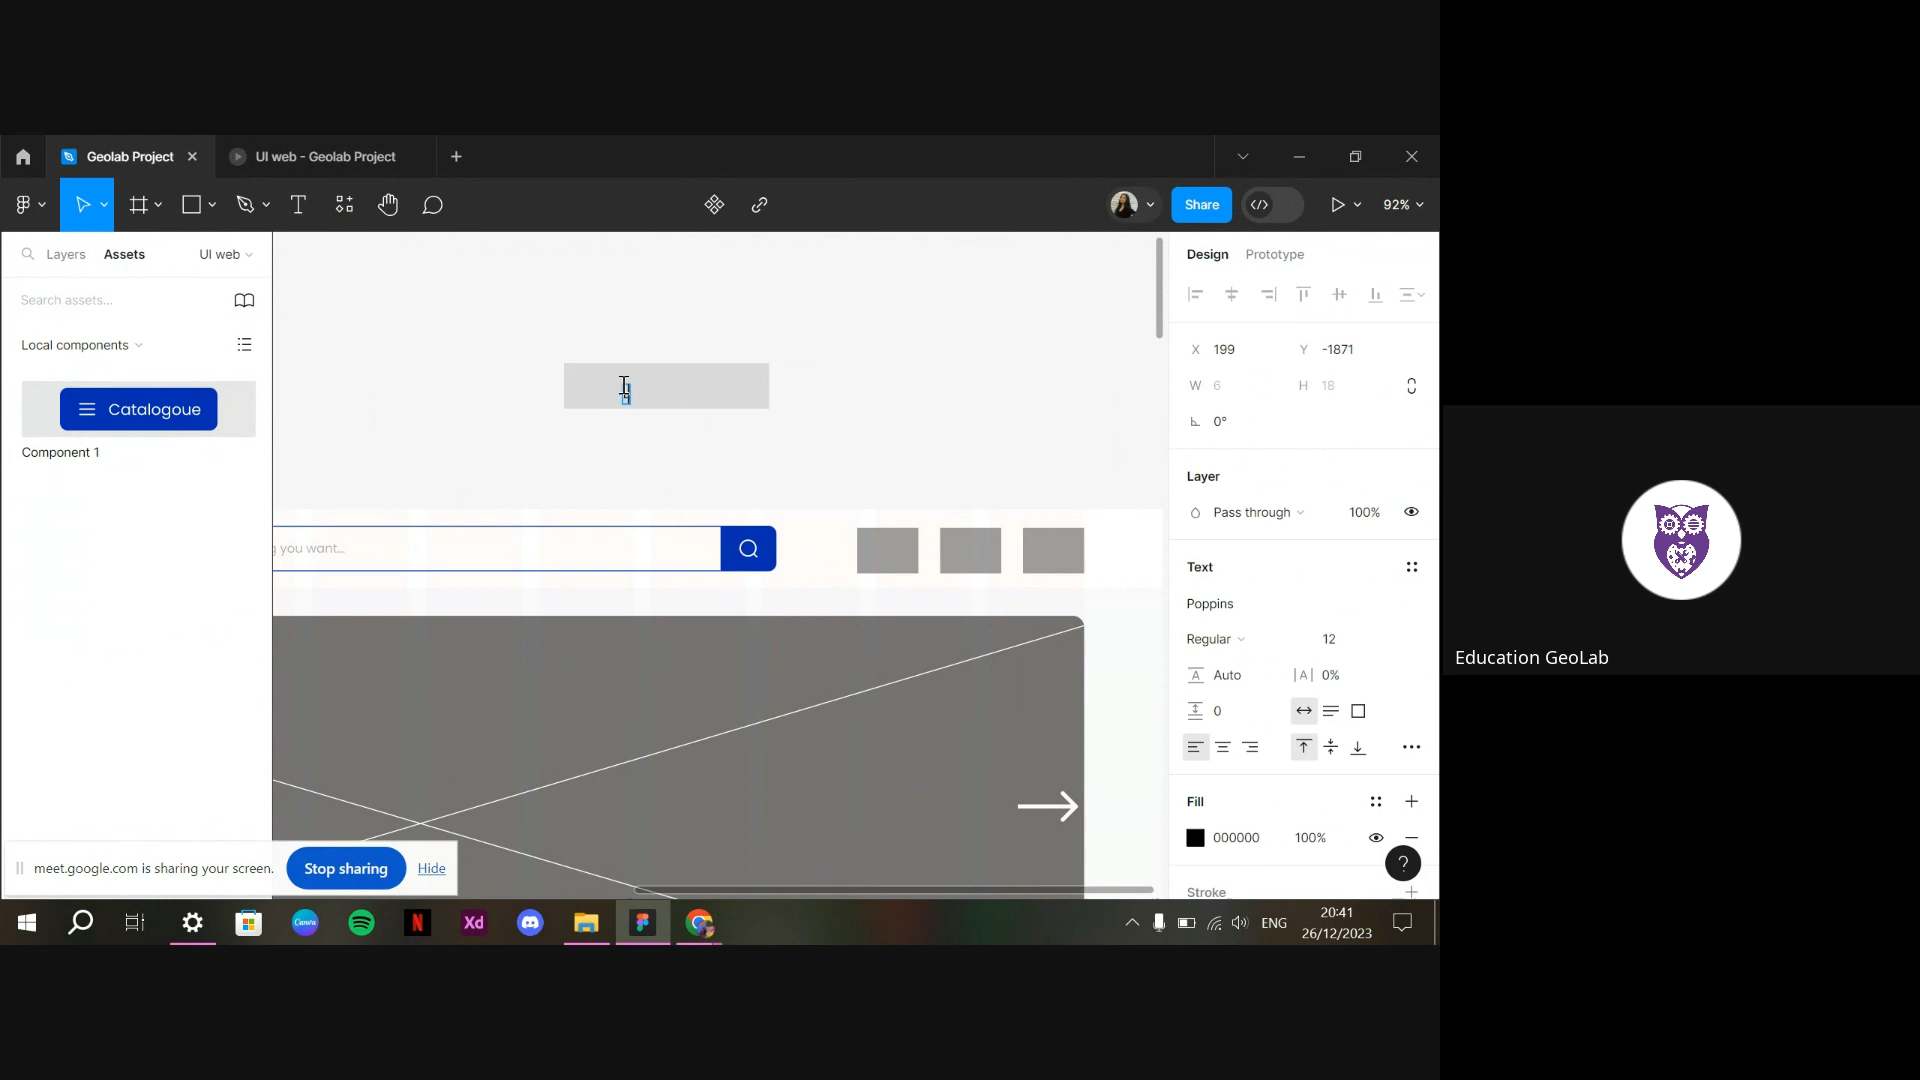 Geolab Project
UI web - Geolab Project
Share
92%
Layers
Assets
UI web
Design
Prototype
Search assets...
Local components
X 199
Y -1871
W 6
H 18
0°
Catalogoue
Component 1
Layer
Pass through
100%
g you want...
Text
Poppins
Regular
12
Auto
|A| 0%
0
Fill
000000
100%
Stroke
?
meet.google.com is sharing your screen.
Stop sharing
Hide
Canva
N
Xd
ENG
20:41
26/12/2023
Education GeoLab